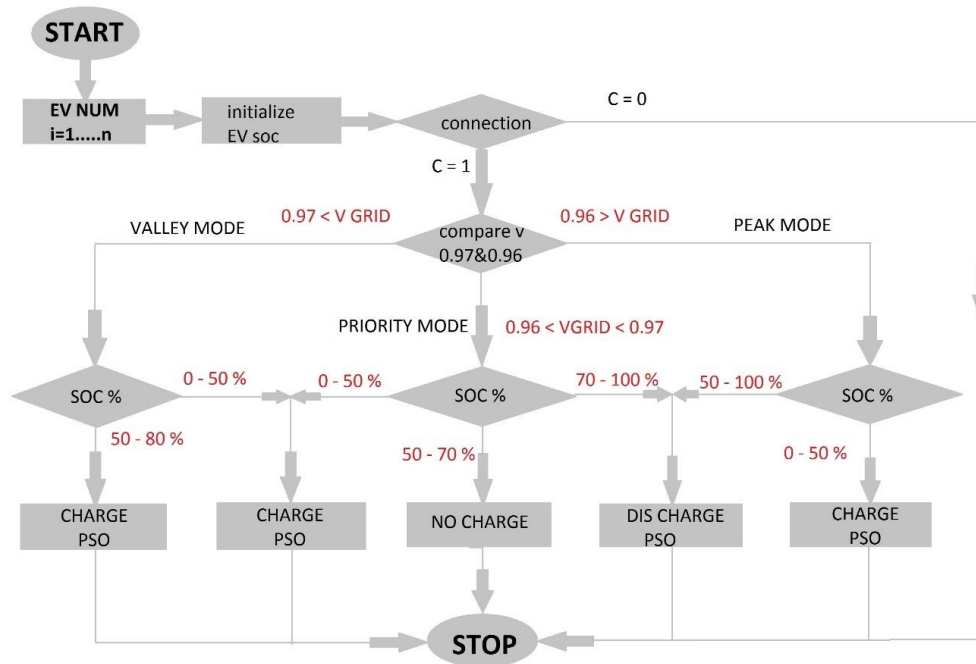 START
EV NUM
i=1.....n
initialize
EV soc
connection
C = 0
C = 1
0.97 < V GRID
0.96 > V GRID
VALLEY MODE
compare v
0.97&0.96
PEAK MODE
PRIORITY MODE
0.96 < VGRID < 0.97
SOC %
0 - 50 %
0 - 50 %
SOC %
70 - 100 %
50 - 100 %
SOC %
50 - 80 %
50 - 70 %
0 - 50 %
CHARGE
PSO
CHARGE
PSO
NO CHARGE
DIS CHARGE
PSO
CHARGE
PSO
STOP